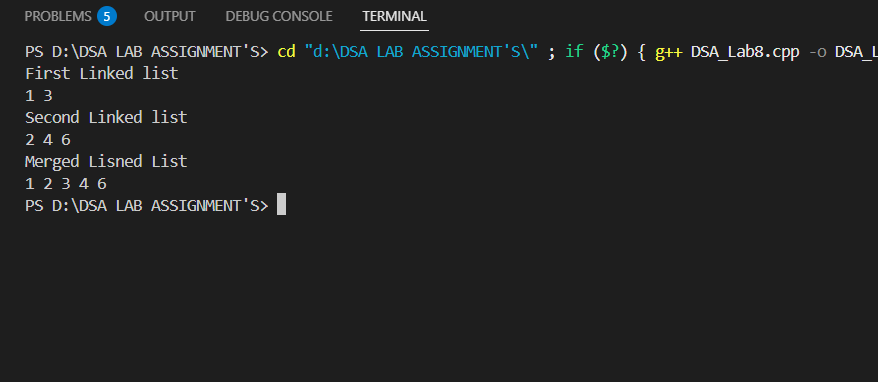 PROBLEMS 5 OUTPUT DEBUG CONSOLE TERMINAL
PS D:\DSA LAB ASSIGNMENT'S> cd "d:\DSA LAB ASSIGNMENT'S\" ; if ($?) { g++ DSA_Lab8.cpp -o DSA_L
First Linked list
1 3
Second Linked list
2 4 6
Merged Lisned List
1 2 3 4 6
PS D:\DSA LAB ASSIGNMENT'S>